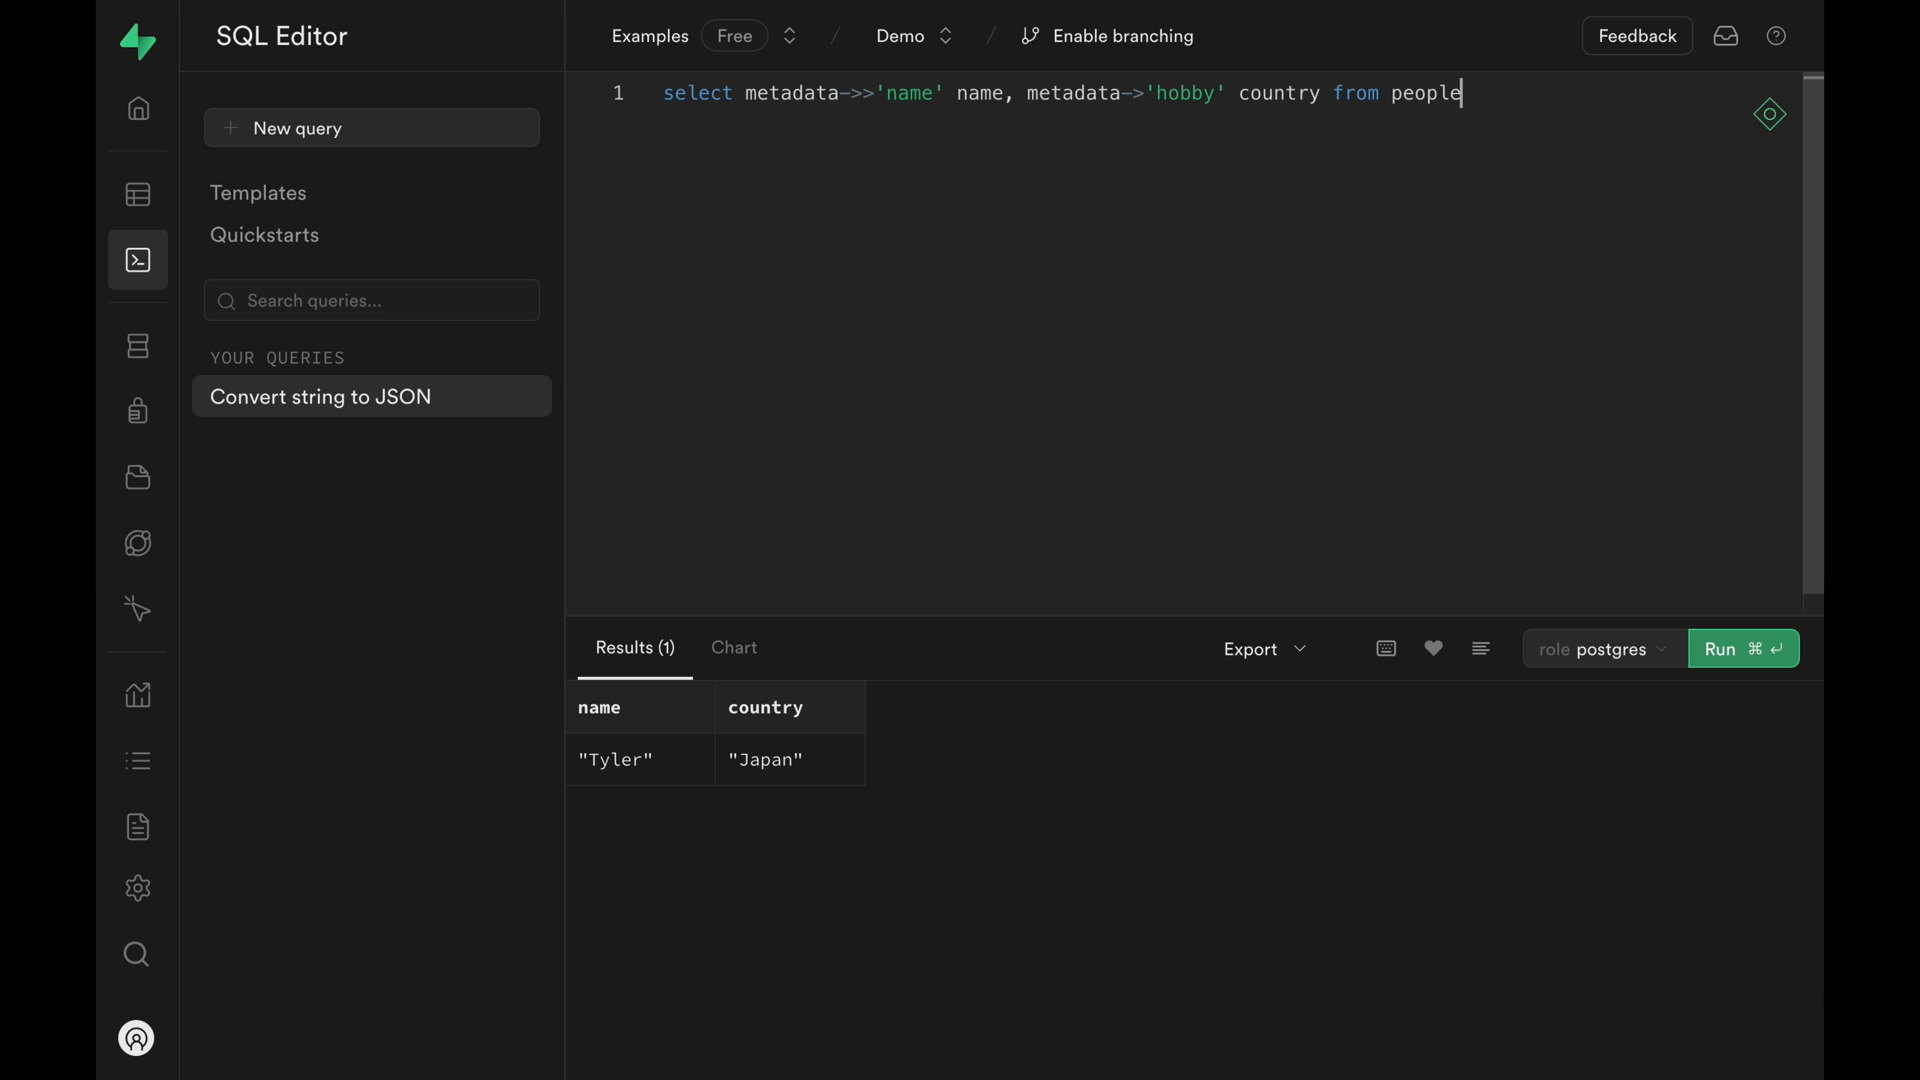 SQL Editor
Examples Free / Demo / Enable branching
Feedback
New query
Templates
Quickstarts
Search queries...
YOUR QUERIES
Convert string to JSON
1 select metadata->>'name' name, metadata->'hobby' country from people
Results (1) Chart
Export
role postgres
Run ⌘ ↵
name country
"Tyler" "Japan"